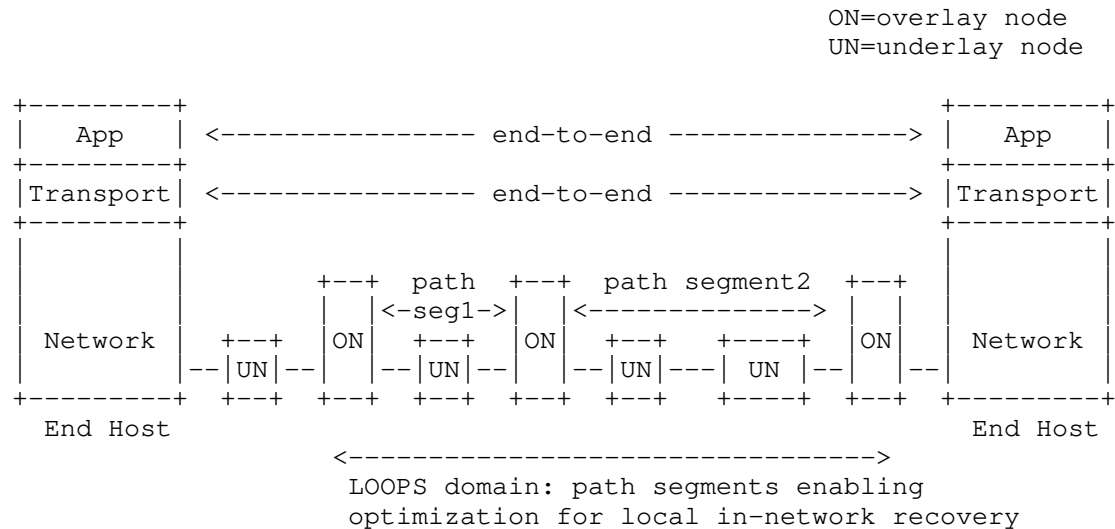 ON=overlay node
UN=underlay node
App <---------------- end-to-end ---------------> App
Transport <---------------- end-to-end ---------------> Transport
path path segment2
<-seg1-> <-------------->
Network ON ON ON Network
UN UN UN UN
End Host End Host
<---------------------------------->
LOOPS domain: path segments enabling
optimization for local in-network recovery